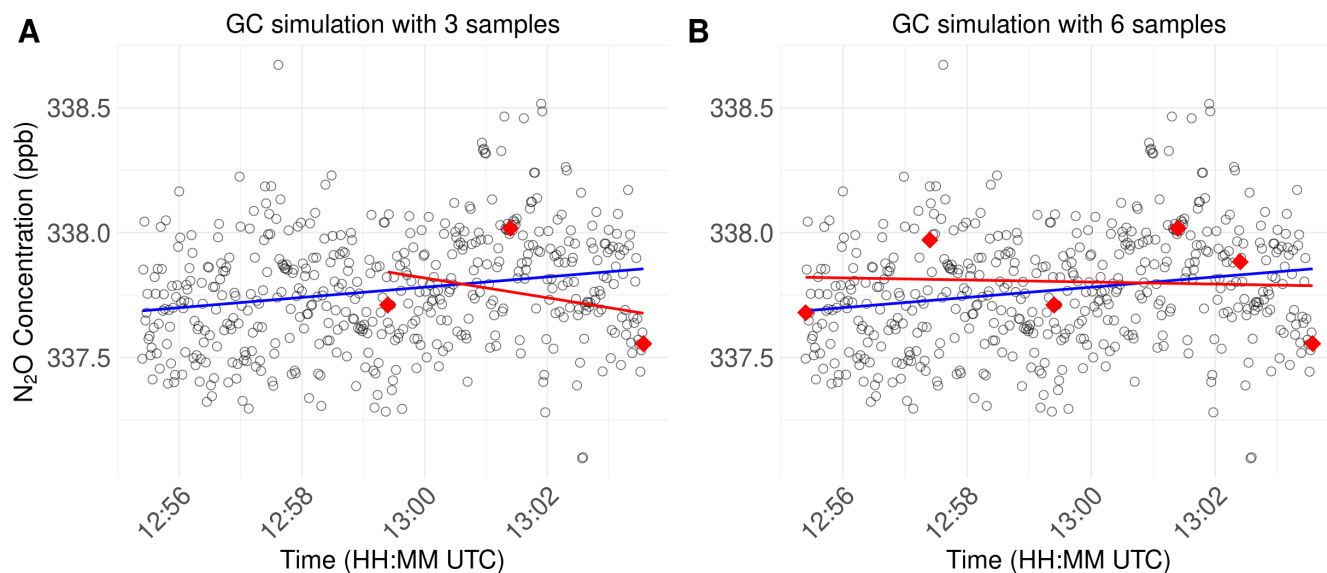 A
GC simulation with 3 samples
B
GC simulation with 6 samples
N₂O Concentration (ppb)
338.5
338.0
337.5
338.5
338.0
337.5
12:56
12:58
13:00
13:02
12:56
12:58
13:00
13:02
Time (HH:MM UTC)
Time (HH:MM UTC)